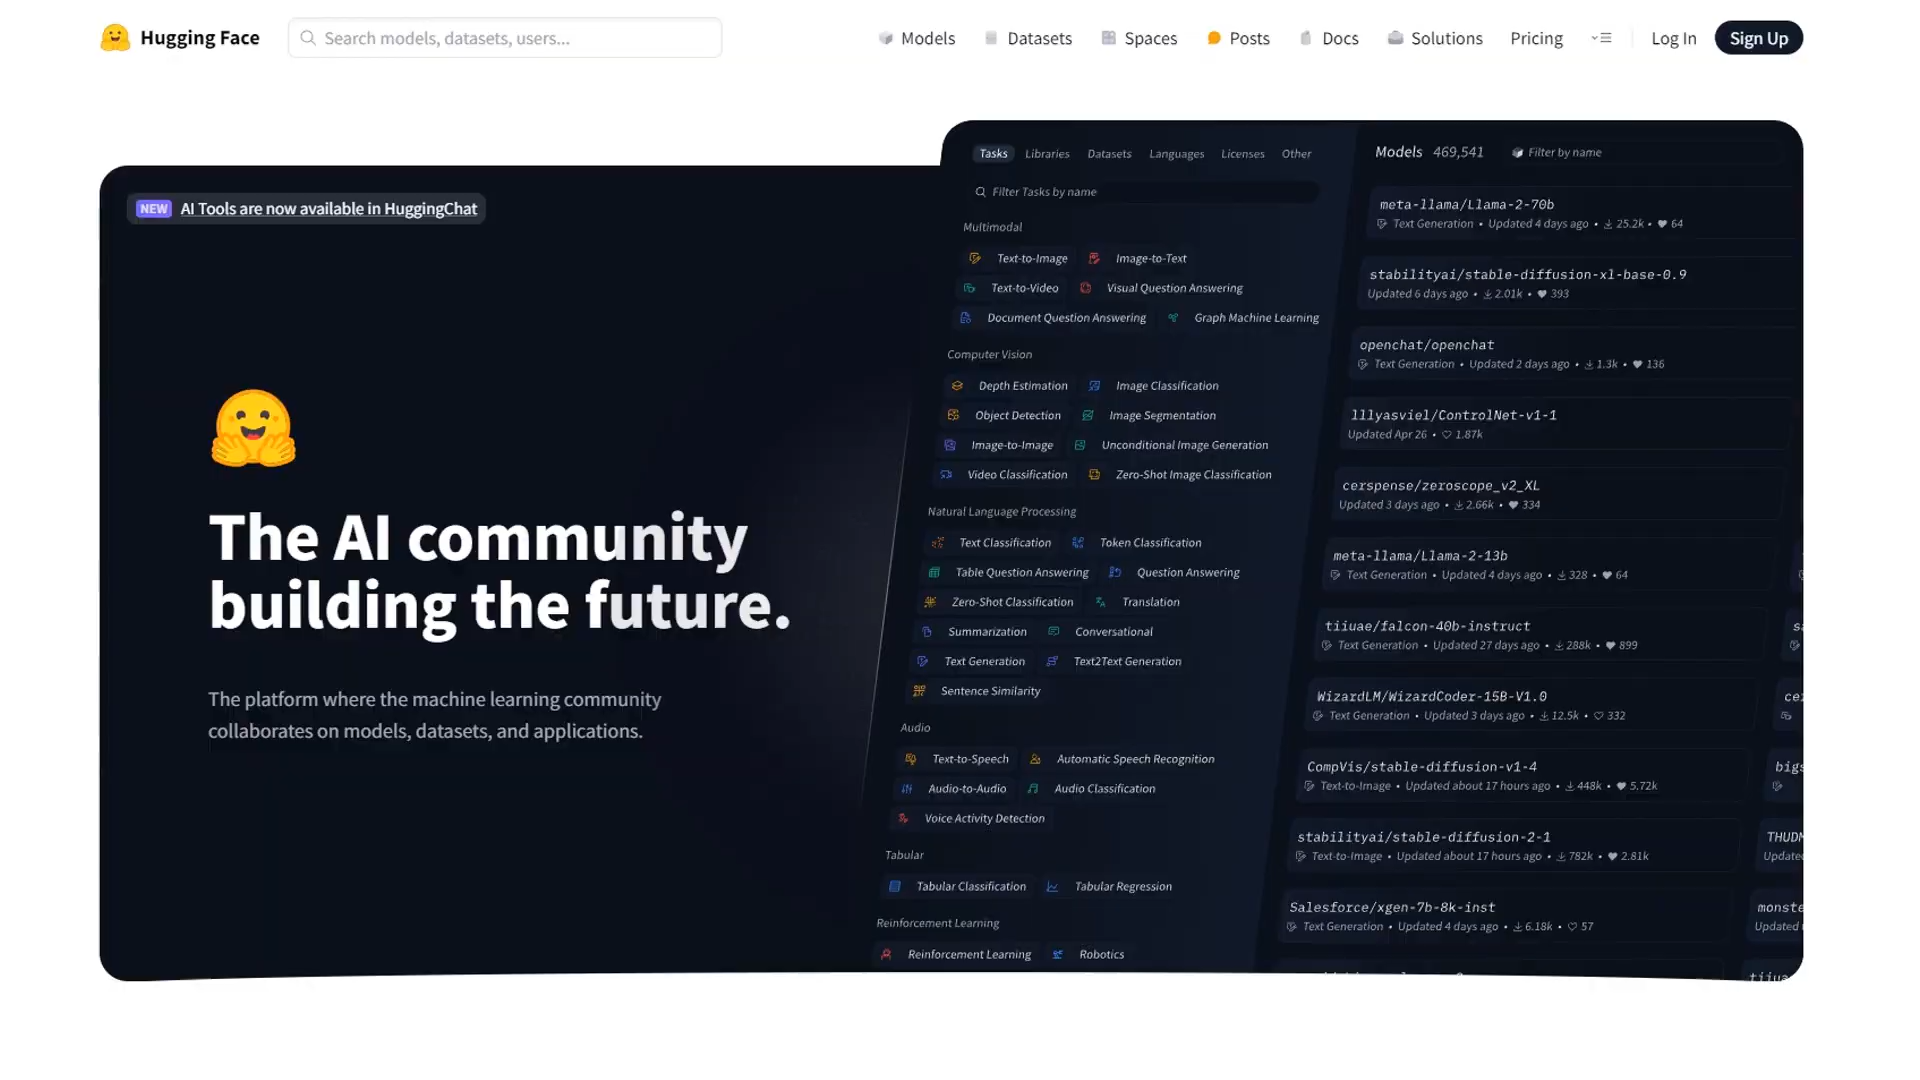 Hugging Face
Search models, datasets, users...
Models
Datasets
Spaces
Posts
Docs
Solutions
Pricing
Log In
Sign Up
NEW AI Tools are now available in HuggingChat
The AI community
building the future.
The platform where the machine learning community
collaborates on models, datasets, and applications.
Tasks Libraries Datasets Languages Licenses Other
Filter Tasks by name
Multimodal
Text-to-Image Image-to-Text
Text-to-Video Visual Question Answering
Document Question Answering Graph Machine Learning
Computer Vision
Depth Estimation Image Classification
Object Detection Image Segmentation
Image-to-Image Unconditional Image Generation
Video Classification Zero-Shot Image Classification
Natural Language Processing
Text Classification Token Classification
Table Question Answering Question Answering
Zero-Shot Classification Translation
Summarization Conversational
Text Generation Text2Text Generation
Sentence Similarity
Audio
Text-to-Speech Automatic Speech Recognition
Audio-to-Audio Audio Classification
Voice Activity Detection
Tabular
Tabular Classification Tabular Regression
Reinforcement Learning
Reinforcement Learning Robotics
Models 469,541 Filter by name
meta-llama/Llama-2-70b
Text Generation • Updated 4 days ago • 25.2k • 64
stabilityai/stable-diffusion-xl-base-0.9
Updated 6 days ago • 2.01k • 393
openchat/openchat
Text Generation • Updated 2 days ago • 1.3k • 136
lllyasviel/ControlNet-v1-1
Updated Apr 26 • 1.87k
cerspense/zeroscope_v2_XL
Updated 3 days ago • 2.66k • 334
meta-llama/Llama-2-13b
Text Generation • Updated 4 days ago • 328 • 64
tiiuae/falcon-40b-instruct
Text Generation • Updated 27 days ago • 288k • 899
WizardLM/WizardCoder-15B-V1.0
Text Generation • Updated 3 days ago • 12.5k • 332
CompVis/stable-diffusion-v1-4
Text-to-Image • Updated about 17 hours ago • 448k • 5.72k
stabilityai/stable-diffusion-2-1
Text-to-Image • Updated about 17 hours ago • 782k • 2.81k
Salesforce/xgen-7b-8k-inst
Text Generation • Updated 4 days ago • 6.18k • 57
THUDM
Updated
monste
Updated